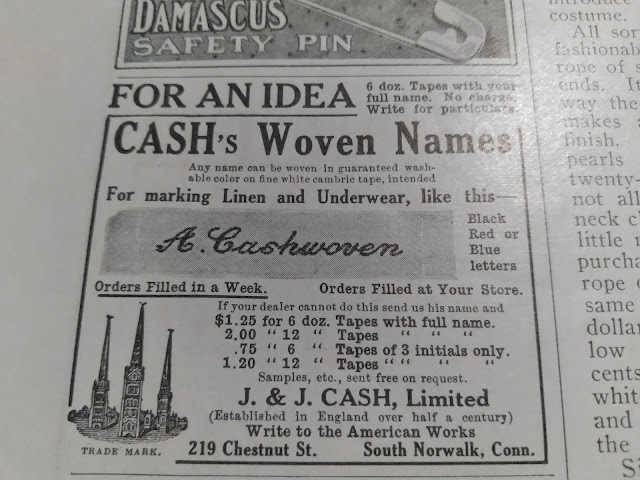 DAMASCUS
SAFETY PIN
FOR AN IDEA
6 doz. Tapes with your
full name. No charge.
Write for particulars.
CASH's Woven Names
Any name can be woven in guaranteed wash-
able color on fine white cambric tape, intended
For marking Linen and Underwear, like this—
A. Cashwoven
Black
Red or
Blue
letters
Orders Filled in a Week. Orders Filled at Your Store.
If your dealer cannot do this send us his name and
$1.25 for 6 doz. Tapes with full name.
2.00 " 12 " Tapes " " "
.75 " 6 " Tapes of 3 initials only.
1.20 " 12 " Tapes " " " "
Samples, etc., sent free on request.
J. & J. CASH, Limited
(Established in England over half a century)
Write to the American Works
219 Chestnut St. South Norwalk, Conn.
TRADE MARK.
introduce
costume.
All sor
fashionab
rope of s
ends. It
way the
makes a
finish.
pearls
twenty-
not all
neck c
little
purcha
rope o
same
dollar
low
cents
whit
and
the
Si